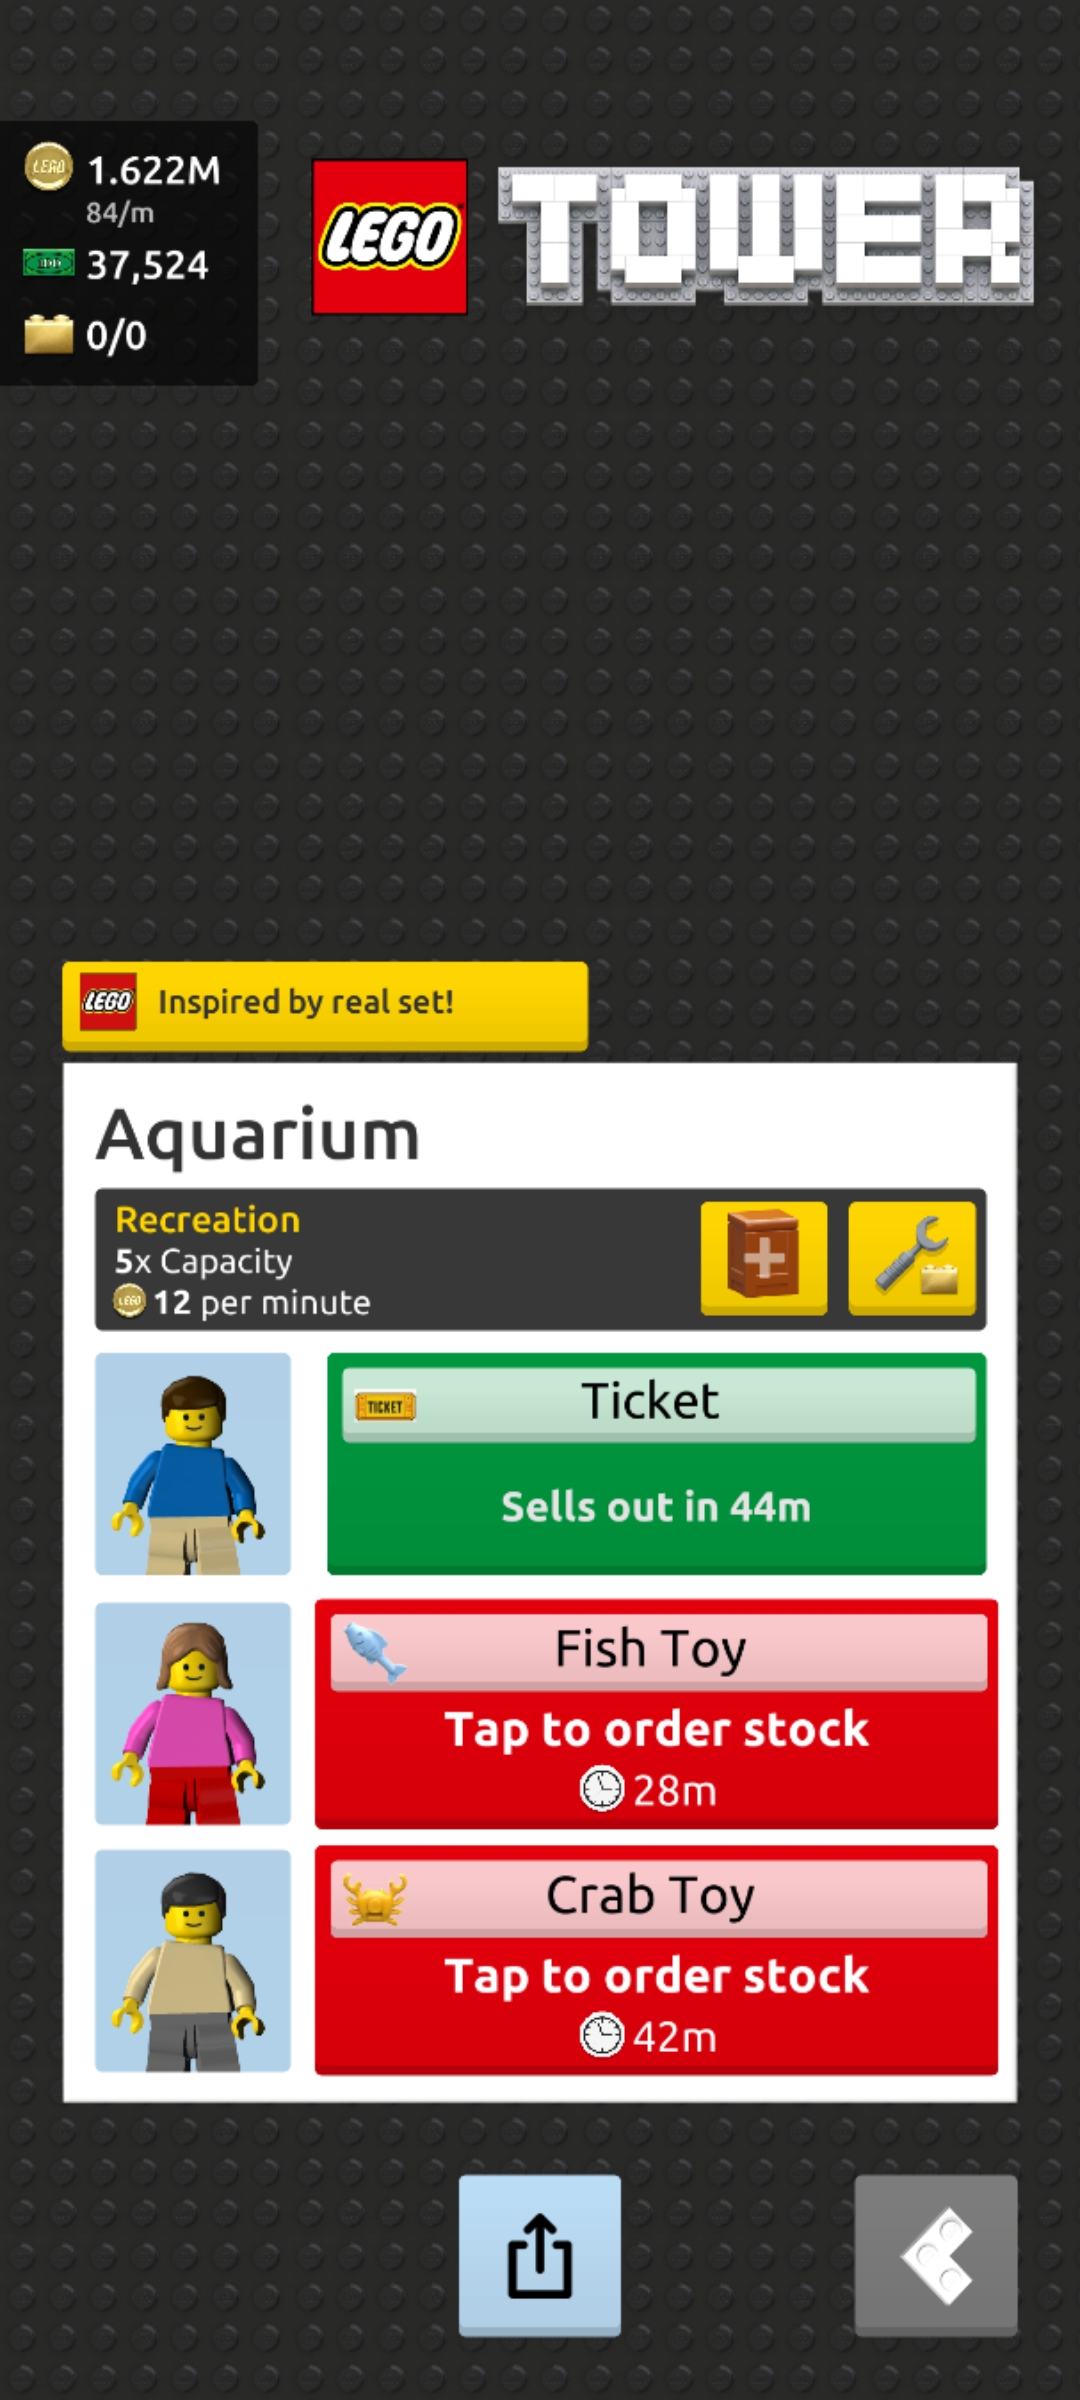 1.622M
84/m
37,524
0/0
LEGO TOWER
LEGO Inspired by real set!
Aquarium
Recreation
5x Capacity
12 per minute
TICKET Ticket
Sells out in 44m
Fish Toy
Tap to order stock
28m
Crab Toy
Tap to order stock
42m